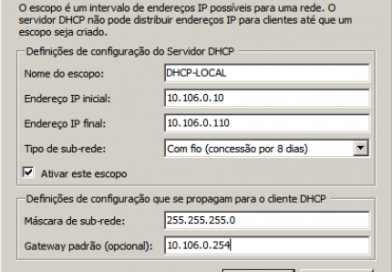 O escopo é um intervalo de endereços IP possíveis para uma rede. O
servidor DHCP não pode distribuir endereços IP para clientes até que um
escopo seja criado.
Definições de configuração do Servidor DHCP
Nome do escopo: DHCP-LOCAL
Endereço IP inicial: 10.106.0.10
Endereço IP final: 10.106.0.110
Tipo de sub-rede: Com fio (concessão por 8 dias)
Ativar este escopo
Definições de configuração que se propagam para o cliente DHCP
Máscara de sub-rede: 255.255.255.0
Gateway padrão (opcional): 10.106.0.254